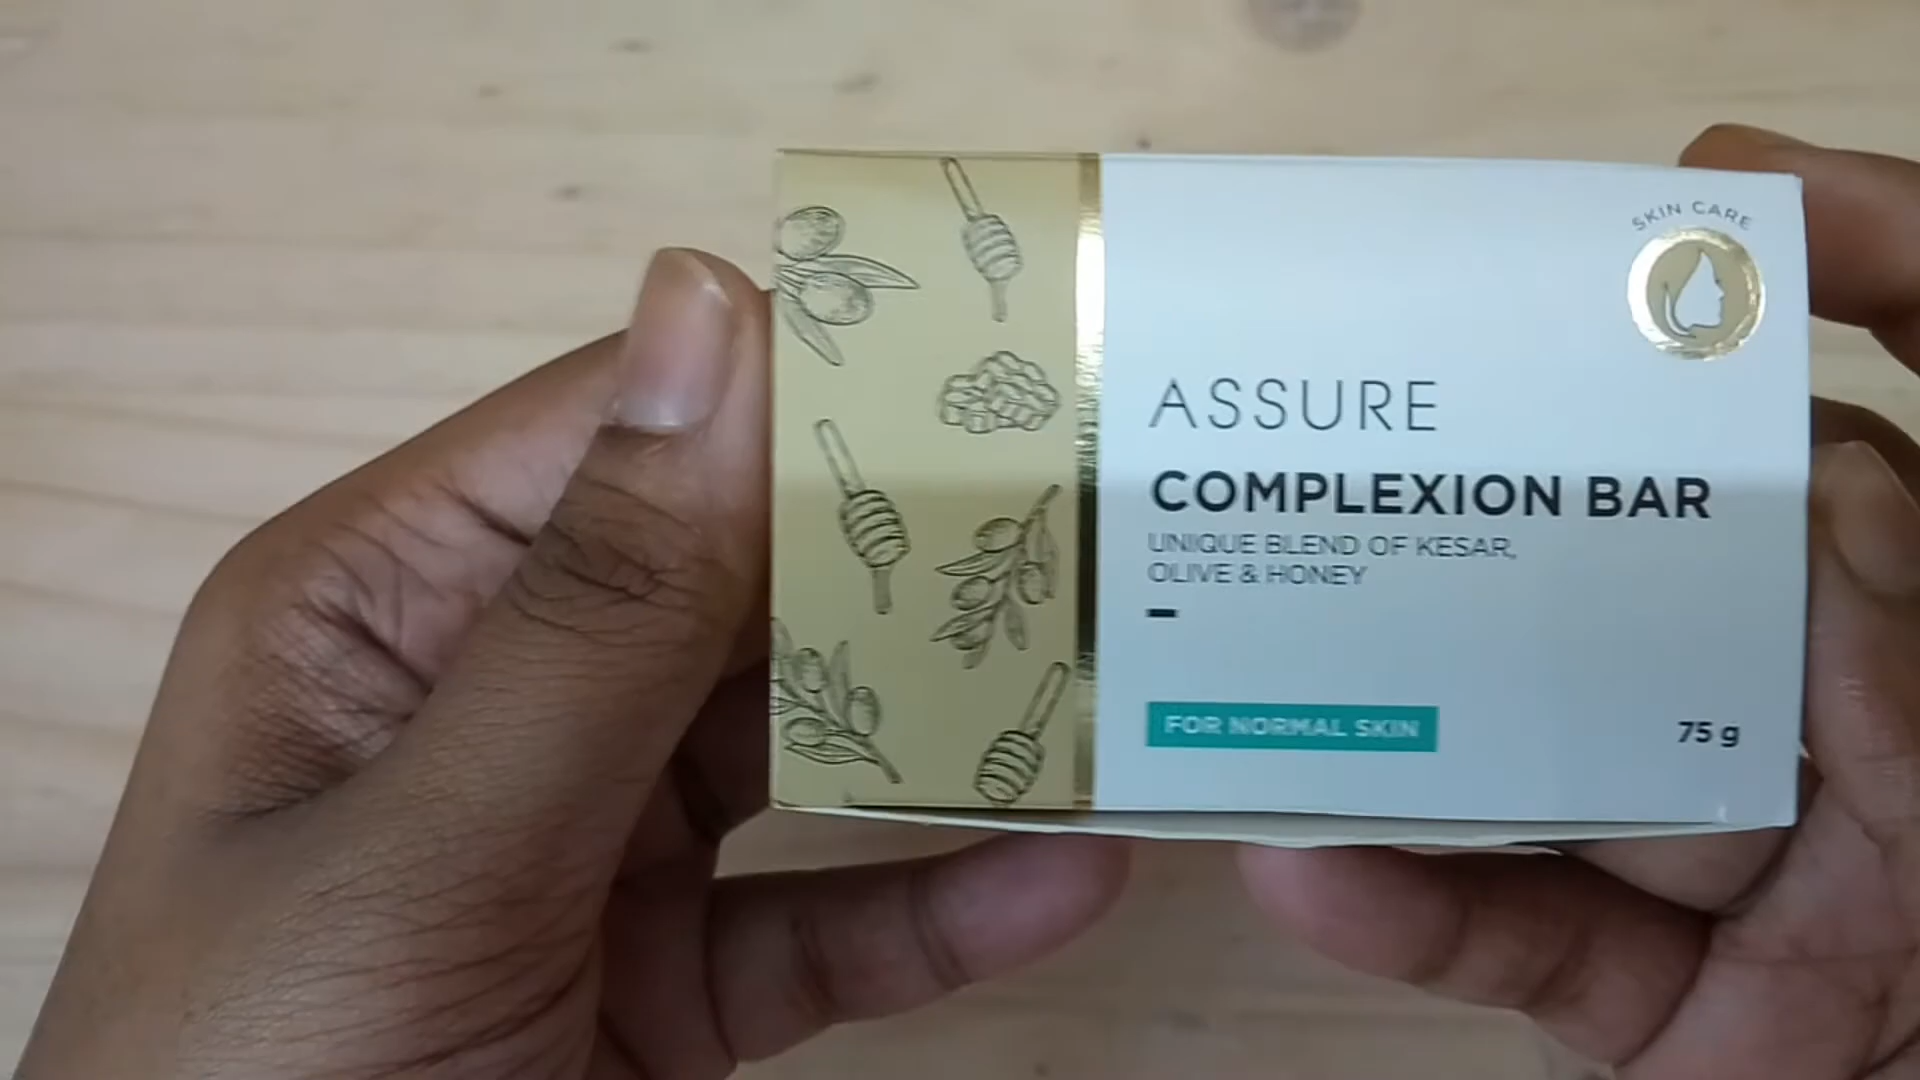 SKIN CARE
ASSURE
COMPLEXION BAR
UNIQUE BLEND OF KESAR,
OLIVE & HONEY
FOR NORMAL SKIN
75 g